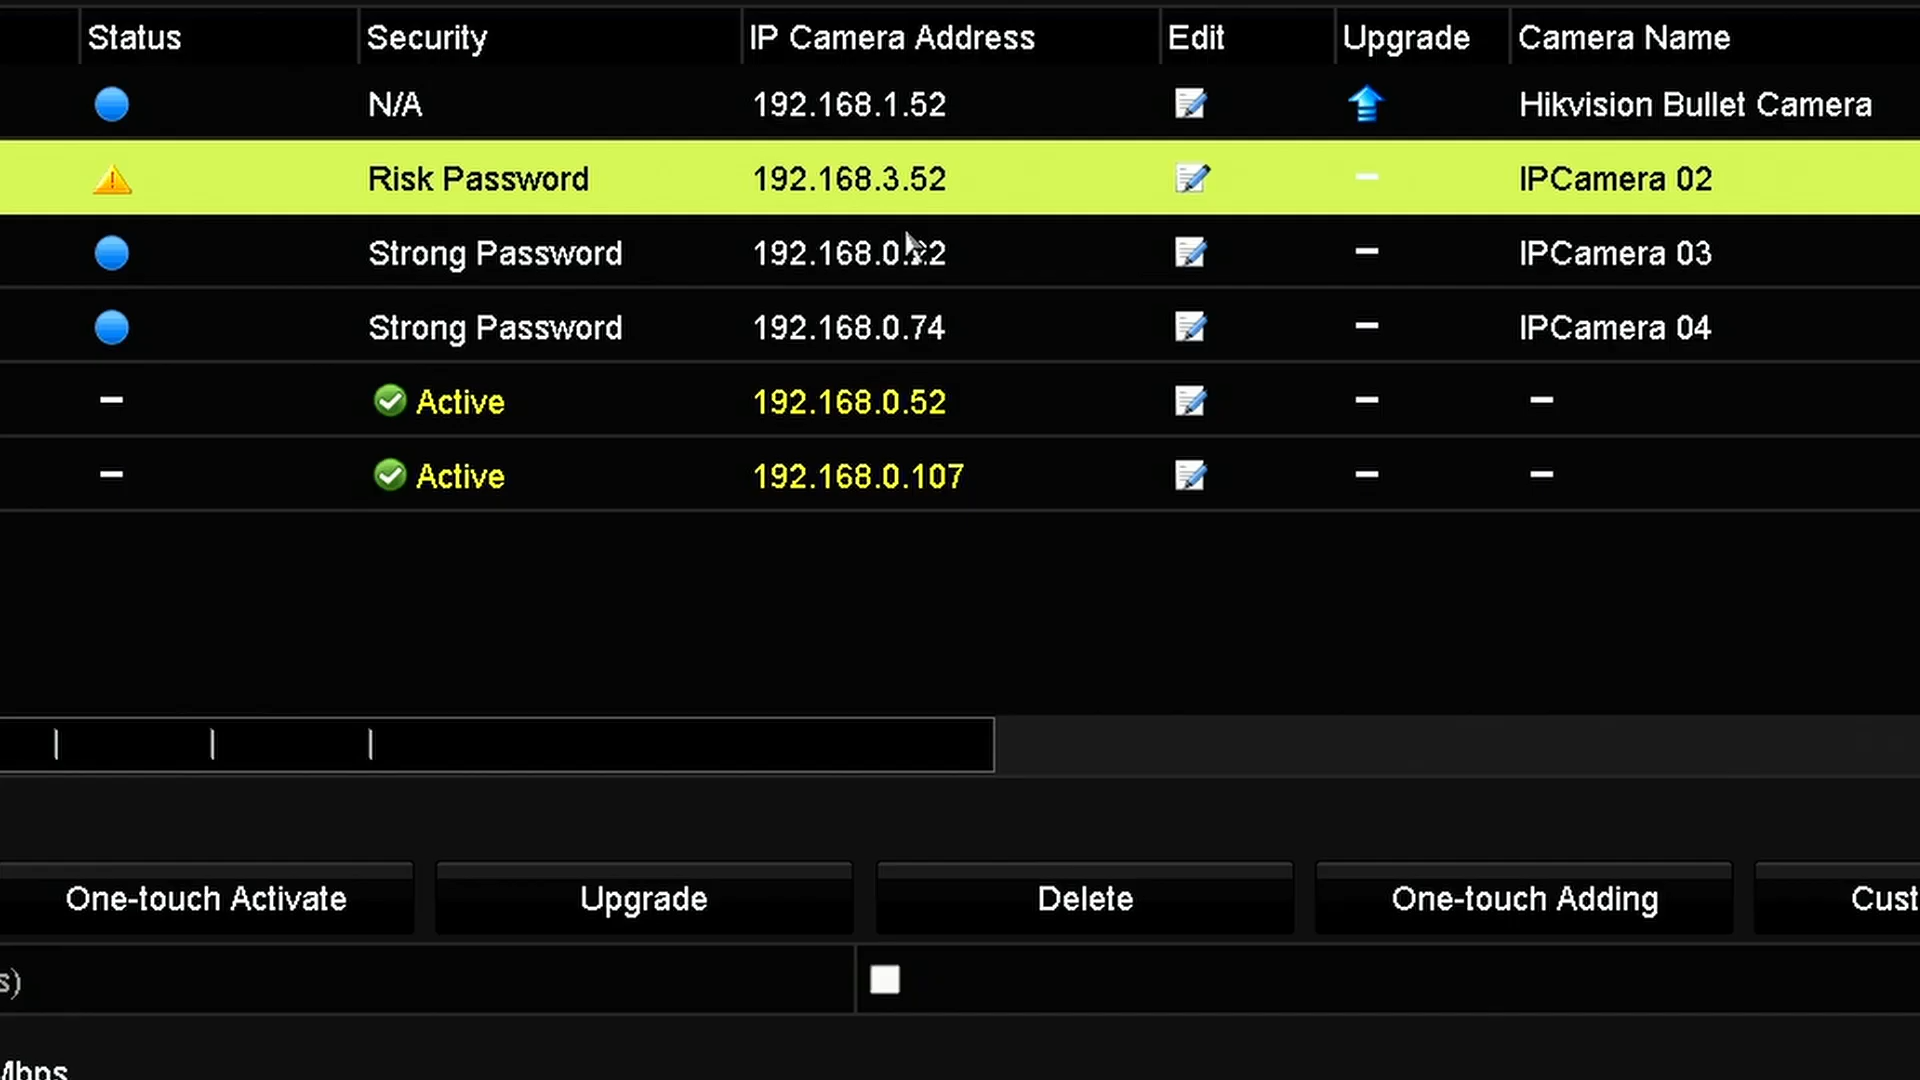 Status Security IP Camera Address Edit Upgrade Camera Name
N/A 192.168.1.52 Hikvision Bullet Camera
Risk Password 192.168.3.52 IPCamera 02
Strong Password IPCamera 03
Strong Password 192.168.0.74 IPCamera 04
Active 192.168.0.52
Active 192.168.0.107
One-touch Activate Upgrade Delete One-touch Adding Cust
s)
Mbps